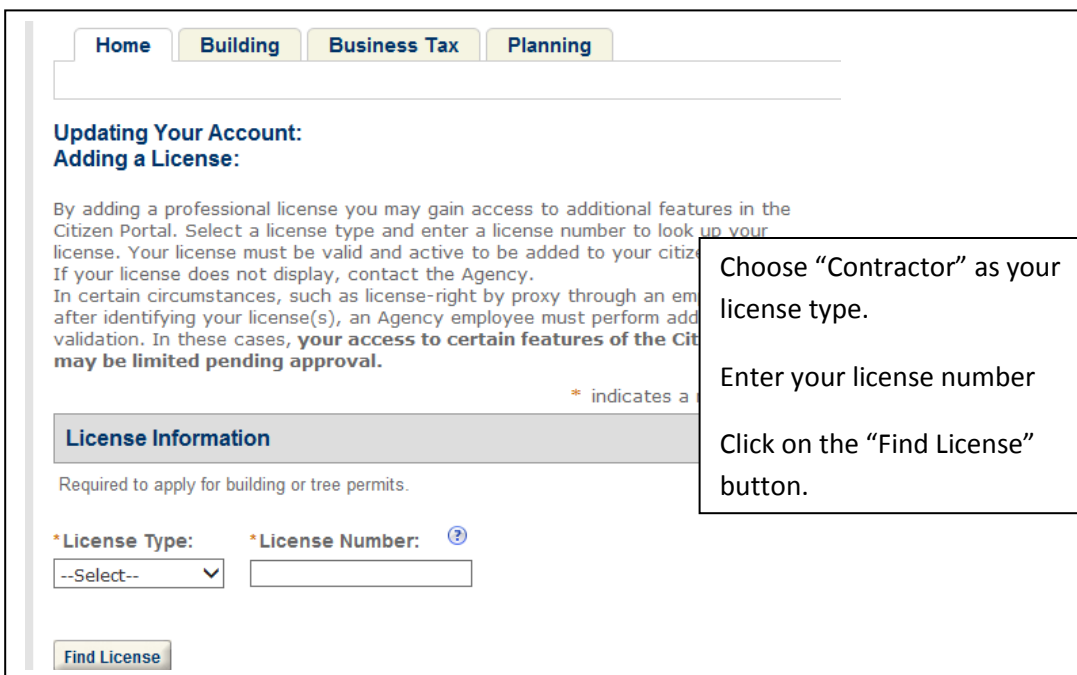 Home Building Business Tax Planning
Updating Your Account:
Adding a License:
By adding a professional license you may gain access to additional features in the
Citizen Portal. Select a license type and enter a license number to look up your
license. Your license must be valid and active to be added to your
If your license does not display, contact the Agency.
In certain circumstances, such as license-right by proxy through an
after identifying your license(s), an Agency employee must perform
validation. In these cases, your access to certain features of the
may be limited pending approval.
* indicates a
License Information
Required to apply for building or tree permits.
*License Type: *License Number: ?
--Select--
Find License
Choose “Contractor” as your
license type.
Enter your license number
Click on the “Find License”
button.